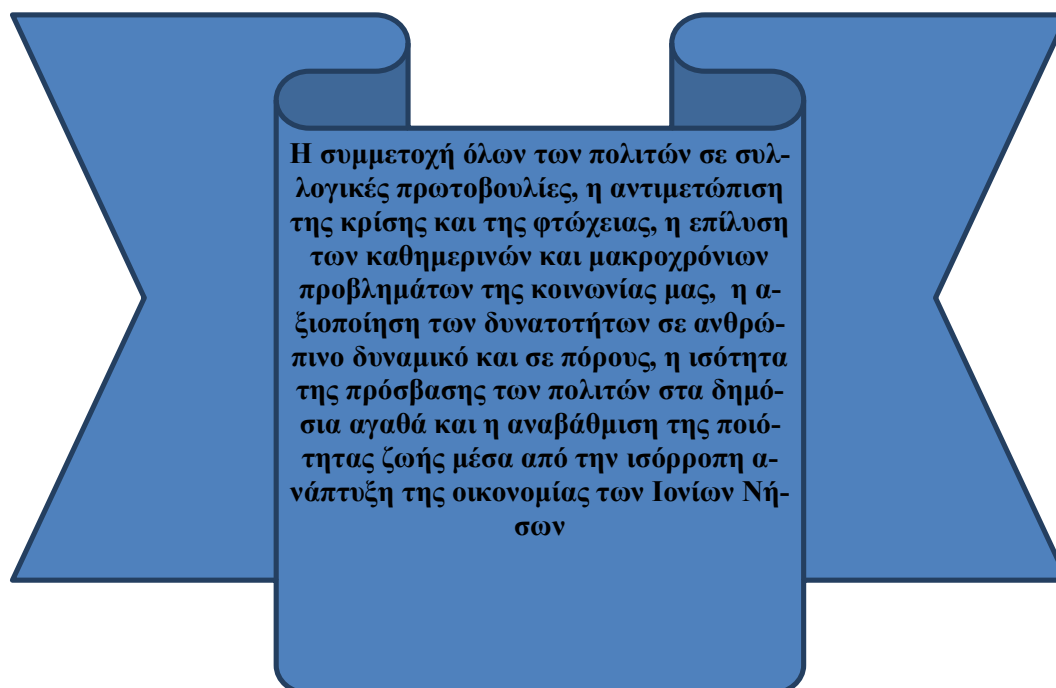 Η συμμετοχή όλων των πολιτών σε συλ-
λογικές πρωτοβουλίες, η αντιμετώπιση
της κρίσης και της φτώχειας, η επίλυση
των καθημερινών και μακροχρόνιων
προβλημάτων της κοινωνίας μας,  η α-
ξιοποίηση των δυνατοτήτων σε ανθρώ-
πινο δυναμικό και σε πόρους, η ισότητα
της πρόσβασης των πολιτών στα δημό-
σια αγαθά και η αναβάθμιση της ποιό-
τητας ζωής μέσα από την ισόρροπη α-
νάπτυξη της οικονομίας των Ιονίων Νή-
σων